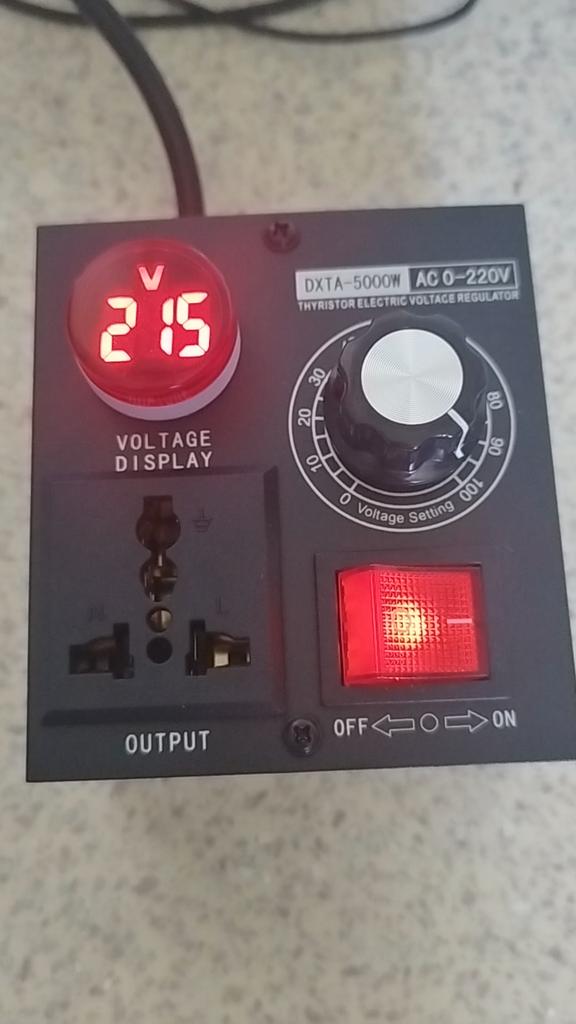 V
215
DXTA-5000W AC 0-220V
THYRISTOR ELECTRIC VOLTAGE REGULATOR
VOLTAGE
DISPLAY
0 10 20 30 80 90 100
Voltage Setting
N L
OUTPUT
OFF ON